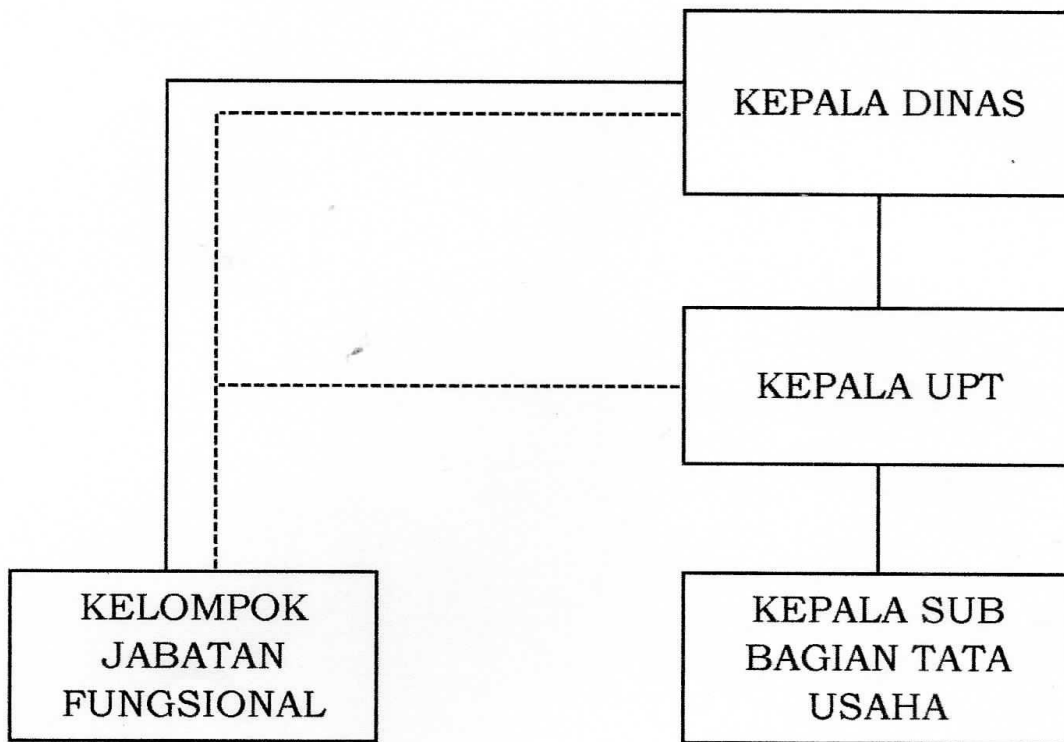 KEPALA DINAS
KEPALA UPT
KELOMPOK
JABATAN
FUNGSIONAL
KEPALA SUB
BAGIAN TATA
USAHA